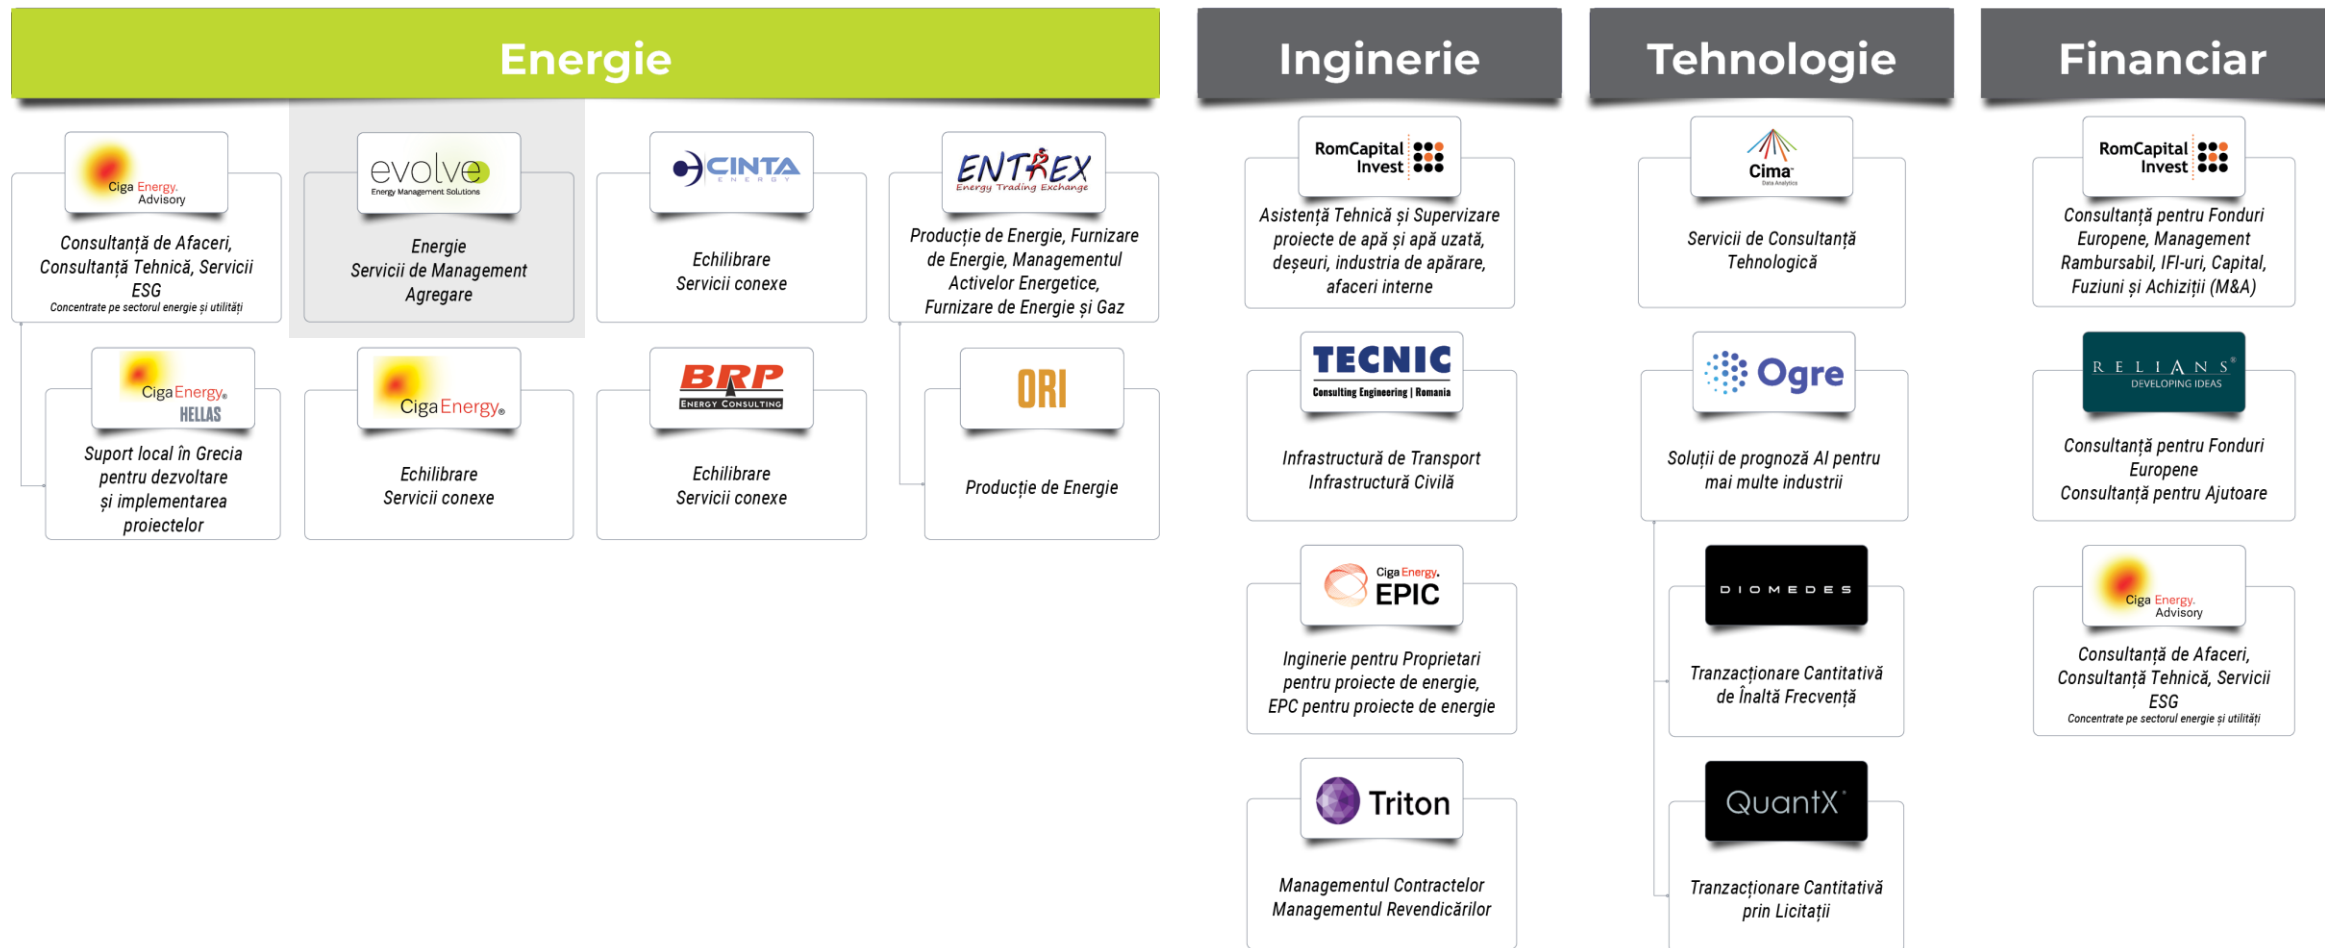 Energie
Inginerie
Tehnologie
Financiar
Ciga Energy.
Advisory
Consultanță de Afaceri,
Consultanță Tehnică, Servicii
ESG
Concentrate pe sectorul energie și utilități
evolve
Energy Management Solutions
Energie
Servicii de Management
Agregare
CINTA
ENERGY
Echilibrare
Servicii conexe
ENTREX
Energy Trading Exchange
Producție de Energie, Furnizare
de Energie, Managementul
Activelor Energetice,
Furnizare de Energie și Gaz
Ciga Energy®
HELLAS
Suport local în Grecia
pentru dezvoltare
și implementarea
proiectelor
Ciga Energy®
Echilibrare
Servicii conexe
BRP
ENERGY CONSULTING
Echilibrare
Servicii conexe
ORI
Producție de Energie
RomCapital
Invest
Asistență Tehnică și Supervizare
proiecte de apă și apă uzată,
deșeuri, industria de apărare,
afaceri interne
TECNIC
Consulting Engineering | Romania
Infrastructură de Transport
Infrastructură Civilă
Ciga Energy.
EPIC
Inginerie pentru Proprietari
pentru proiecte de energie,
EPC pentru proiecte de energie
Triton
Managementul Contractelor
Managementul Revendicărilor
Cima™
Data Analytics
Servicii de Consultanță
Tehnologică
Ogre
Soluții de prognoză AI pentru
mai multe industrii
DIOMEDES
Tranzacționare Cantitativă
de Înaltă Frecvență
QuantX
Tranzacționare Cantitativă
prin Licitații
RomCapital
Invest
Consultanță pentru Fonduri
Europene, Management
Rambursabil, IFI-uri, Capital,
Fuziuni și Achiziții (M&A)
RELIANS®
DEVELOPING IDEAS
Consultanță pentru Fonduri
Europene
Consultanță pentru Ajutoare
Ciga Energy.
Advisory
Consultanță de Afaceri,
Consultanță Tehnică, Servicii
ESG
Concentrate pe sectorul energie și utilități